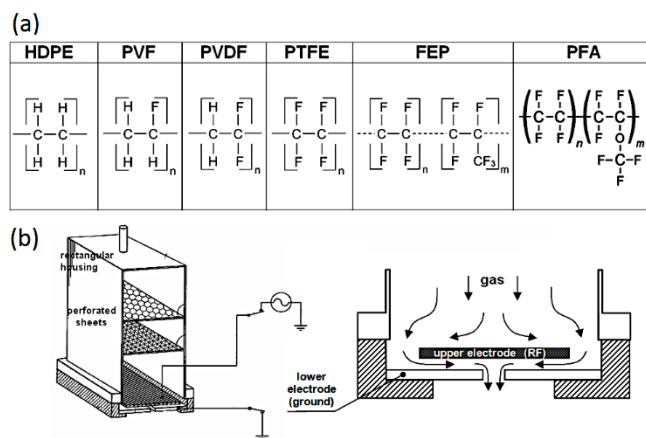 (a)
HDPE PVF PVDF PTFE FEP PFA
H H H F H F F F F F F F F F F F
C C C C C C C C C C C C C C C C
H H H H H F F F F F F CF₃ F F F O
n n n n n m n m
F C F
F
(b)
rectangular
housing
perforated
sheets
gas
upper electrode (RF)
lower
electrode
(ground)